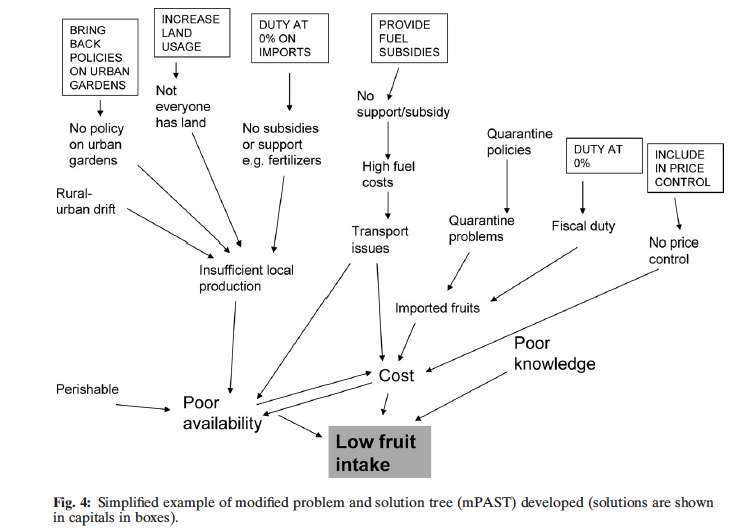 BRING
BACK
POLICIES
ON URBAN
GARDENS
INCREASE
LAND
USAGE
DUTY AT
0% ON
IMPORTS
PROVIDE
FUEL
SUBSIDIES
No policy
on urban
gardens
Not
everyone
has land
No subsidies
or support
e.g. fertilizers
No
support/subsidy
Quarantine
policies
DUTY AT
0%
INCLUDE
IN PRICE
CONTROL
Rural-
urban drift
High fuel
costs
Transport
issues
Quarantine
problems
Fiscal duty
No price
control
Insufficient local
production
Imported fruits
Poor
knowledge
Cost
Perishable
Poor
availability
Low fruit
intake
Fig. 4: Simplified example of modified problem and solution tree (mPAST) developed (solutions are shown
in capitals in boxes).